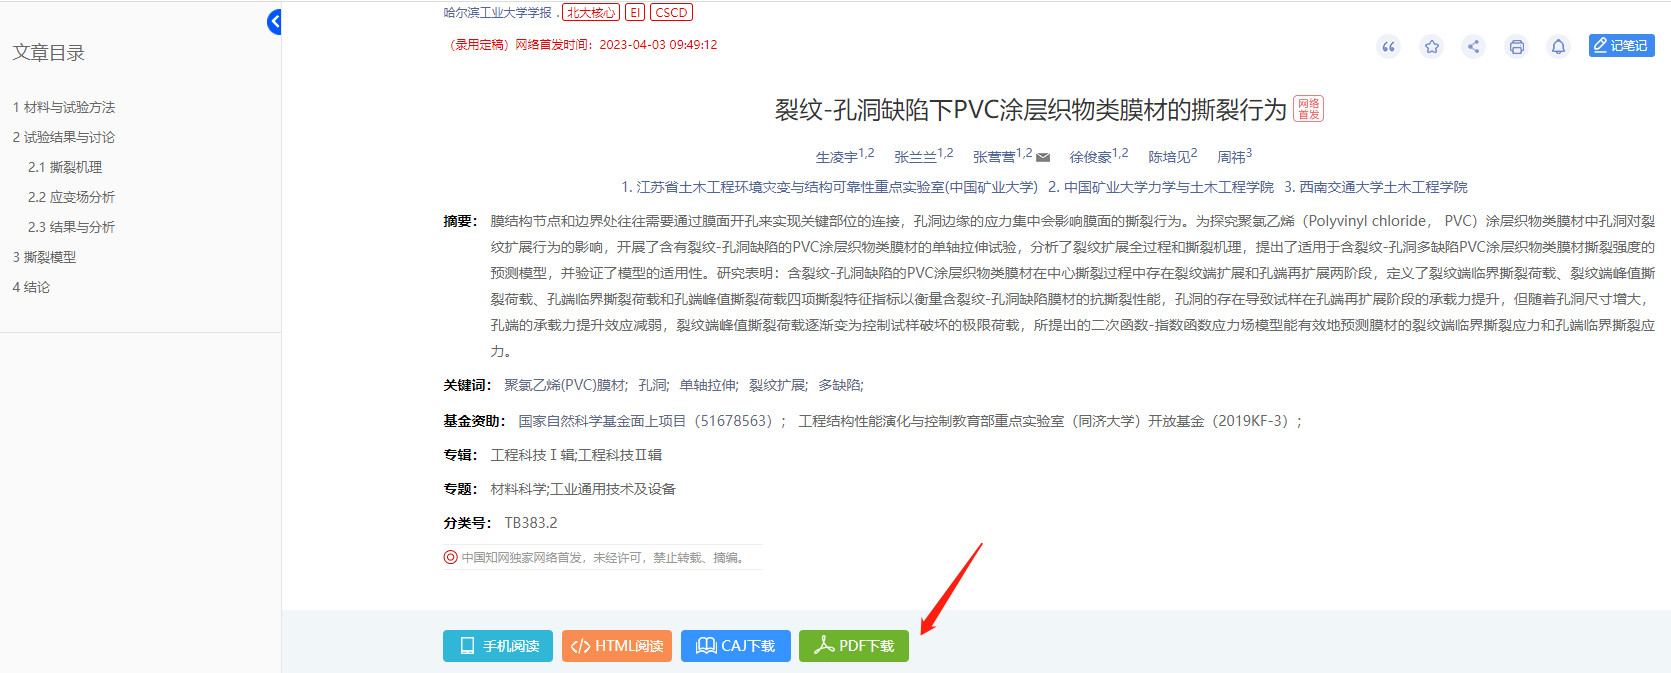 哈尔滨工业大学学报 . 北大核心 EI CSCD
（录用定稿）网络首发时间：2023-04-03 09:49:12
记笔记
文章目录
1 材料与试验方法
2 试验结果与讨论
2.1 撕裂机理
2.2 应变场分析
2.3 结果与分析
3 撕裂模型
4 结论
裂纹-孔洞缺陷下PVC涂层织物类膜材的撕裂行为 网络首发
生凌宇1,2 张兰兰1,2 张营营1,2 徐俊豪1,2 陈培见2 周祎3
1. 江苏省土木工程环境灾变与结构可靠性重点实验室(中国矿业大学) 2. 中国矿业大学力学与土木工程学院 3. 西南交通大学土木工程学院
摘要： 膜结构节点和边界处往往需要通过膜面开孔来实现关键部位的连接，孔洞边缘的应力集中会影响膜面的撕裂行为。为探究聚氯乙烯（Polyvinyl chloride， PVC）涂层织物类膜材中孔洞对裂
纹扩展行为的影响，开展了含有裂纹-孔洞缺陷的PVC涂层织物类膜材的单轴拉伸试验，分析了裂纹扩展全过程和撕裂机理，提出了适用于含裂纹-孔洞多缺陷PVC涂层织物类膜材撕裂强度的
预测模型，并验证了模型的适用性。研究表明：含裂纹-孔洞缺陷的PVC涂层织物类膜材在中心撕裂过程中存在裂纹端扩展和孔端再扩展两阶段，定义了裂纹端临界撕裂荷载、裂纹端峰值撕
裂荷载、孔端临界撕裂荷载和孔端峰值撕裂荷载四项撕裂特征指标以衡量含裂纹-孔洞缺陷膜材的抗撕裂性能，孔洞的存在导致试样在孔端再扩展阶段的承载力提升，但随着孔洞尺寸增大，
孔端的承载力提升效应减弱，裂纹端峰值撕裂荷载逐渐变为控制试样破坏的极限荷载，所提出的二次函数-指数函数应力场模型能有效地预测膜材的裂纹端临界撕裂应力和孔端临界撕裂应
力。
关键词： 聚氯乙烯(PVC)膜材; 孔洞; 单轴拉伸; 裂纹扩展; 多缺陷;
基金资助： 国家自然科学基金面上项目（51678563）； 工程结构性能演化与控制教育部重点实验室（同济大学）开放基金（2019KF-3）;
专辑： 工程科技Ⅰ辑;工程科技Ⅱ辑
专题： 材料科学;工业通用技术及设备
分类号： TB383.2
中国知网独家网络首发，未经许可，禁止转载、摘编。
手机阅读 HTML阅读 CAJ下载 PDF下载